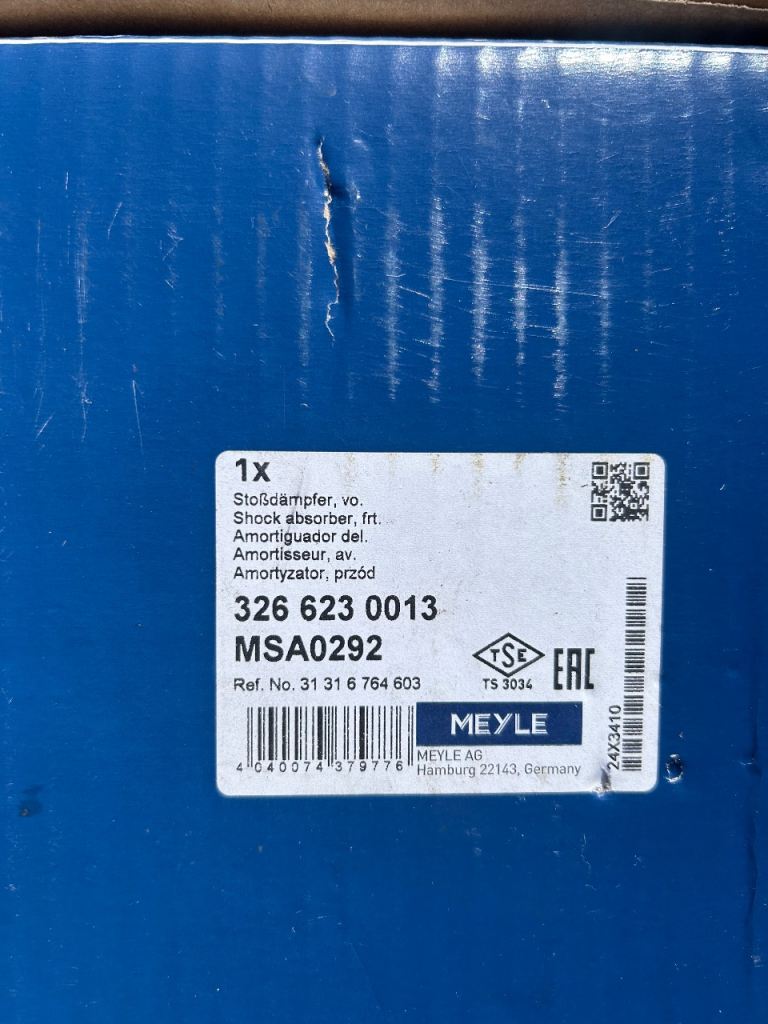 1x
Stoßdämpfer, vo.
Shock absorber, frt.
Amortiguador del.
Amortisseur, av.
Amortyzator, przód
326 623 0013
MSA0292
TSE
TS 3034
EAC
Ref. No. 31 31 6 764 603
4 040074 379776
MEYLE
MEYLE AG
Hamburg 22143, Germany
24X3410